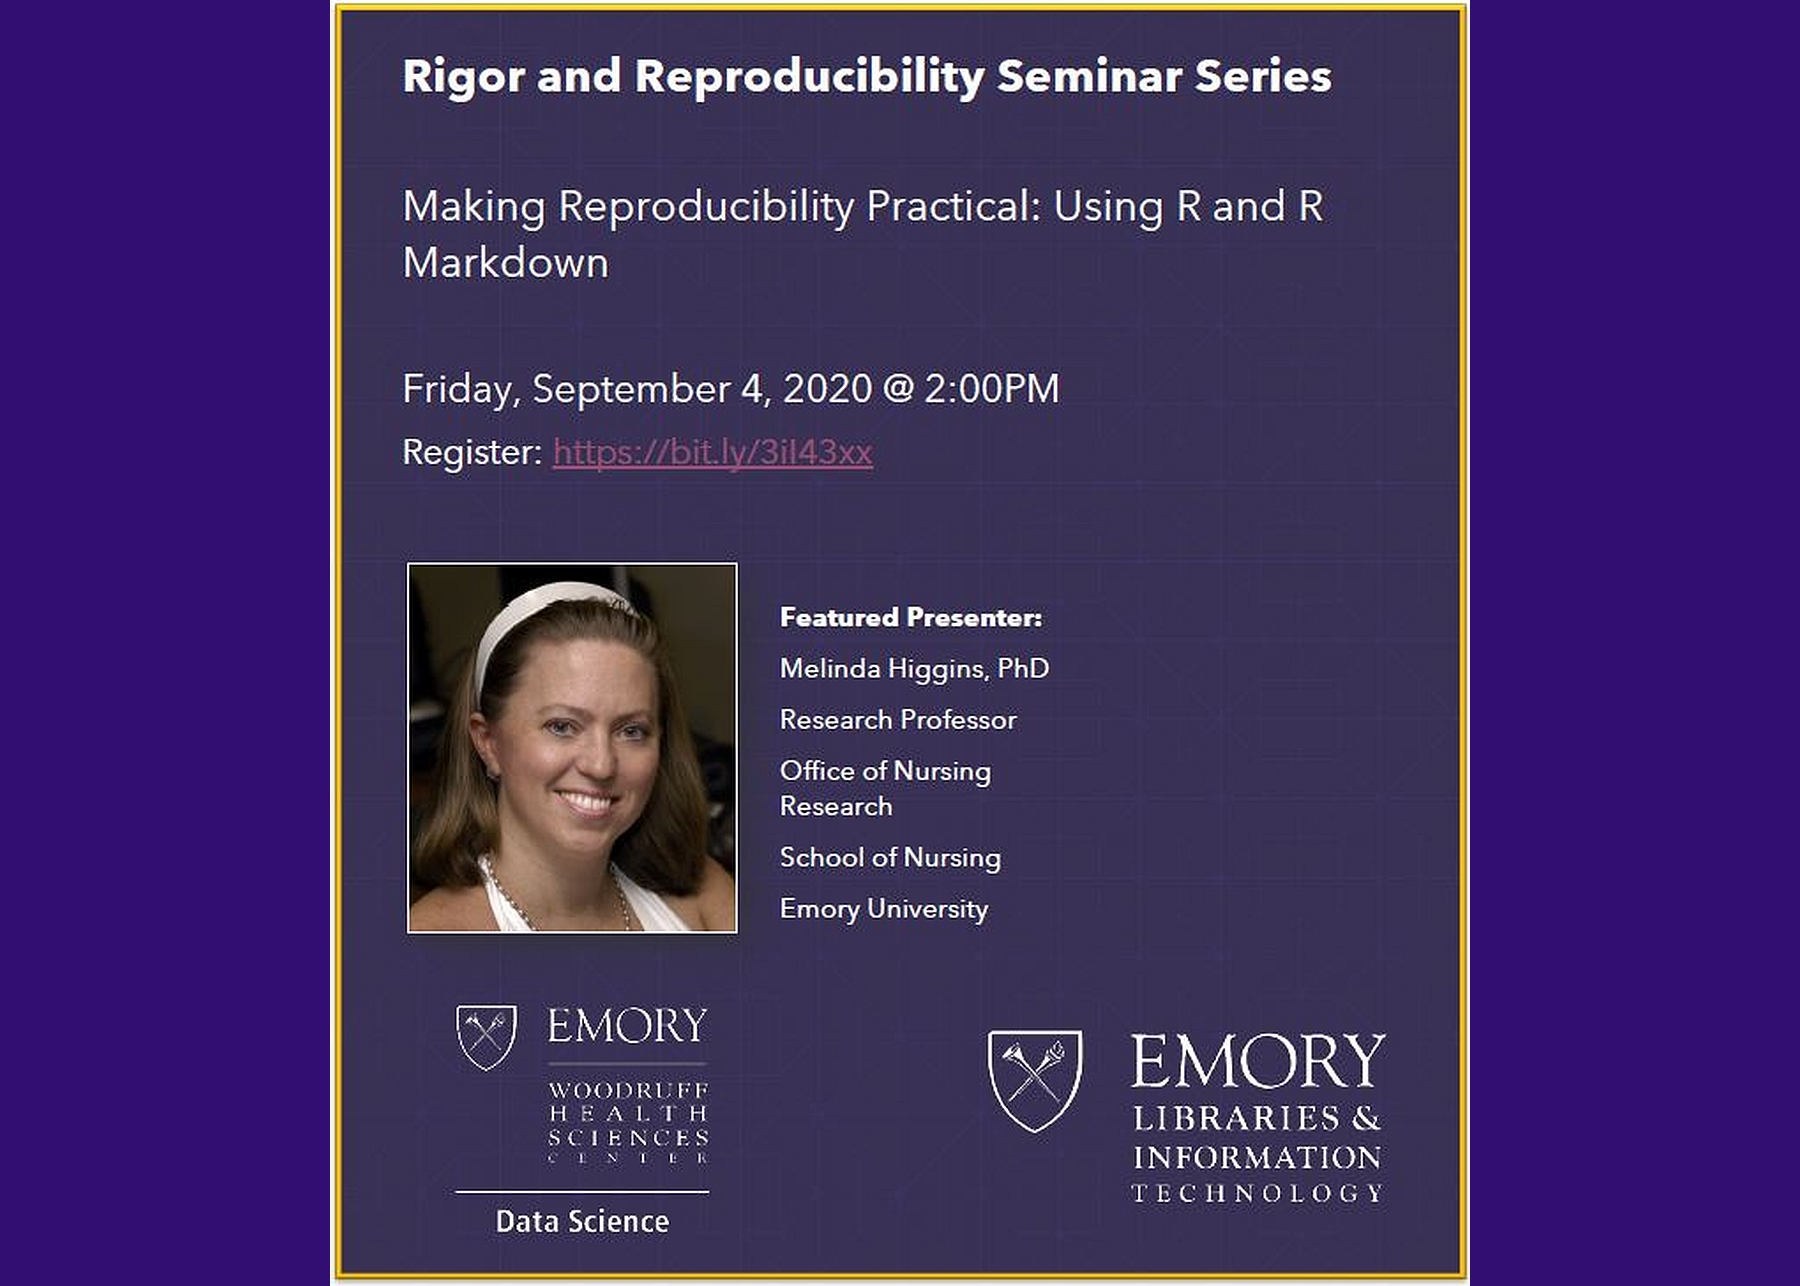 Rigor and Reproducibility Seminar Series
Making Reproducibility Practical: Using R and R
Markdown
Friday, September 4, 2020 @ 2:00PM
Register: https://bit.ly/3iI43xx
Featured Presenter:
Melinda Higgins, PhD
Research Professor
Office of Nursing
Research
School of Nursing
Emory University
EMORY
WOODRUFF
HEALTH
SCIENCES
CENTER
Data Science
EMORY
LIBRARIES &
INFORMATION
TECHNOLOGY